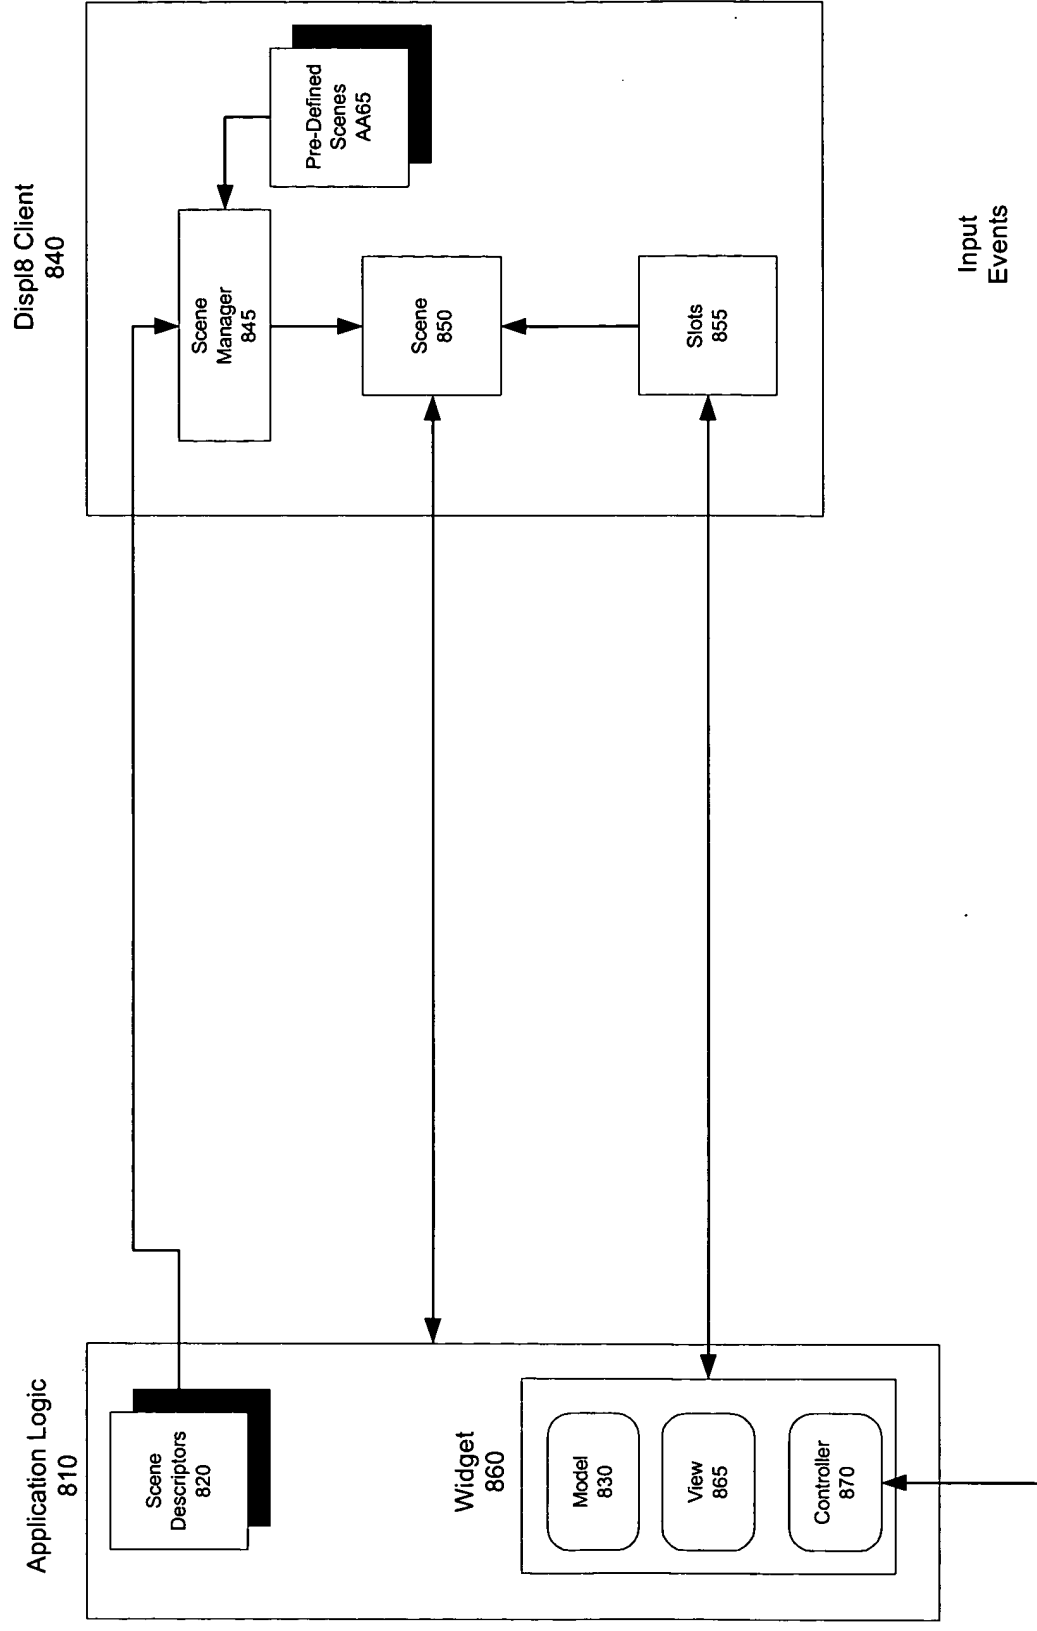 Application Logic
810
Scene
Descriptors
820
Widget
860
Model
830
View
865
Controller
870
Displ8 Client
840
Scene
Manager
845
Pre-Defined
Scenes
AA65
Scene
850
Slots
855
Input
Events